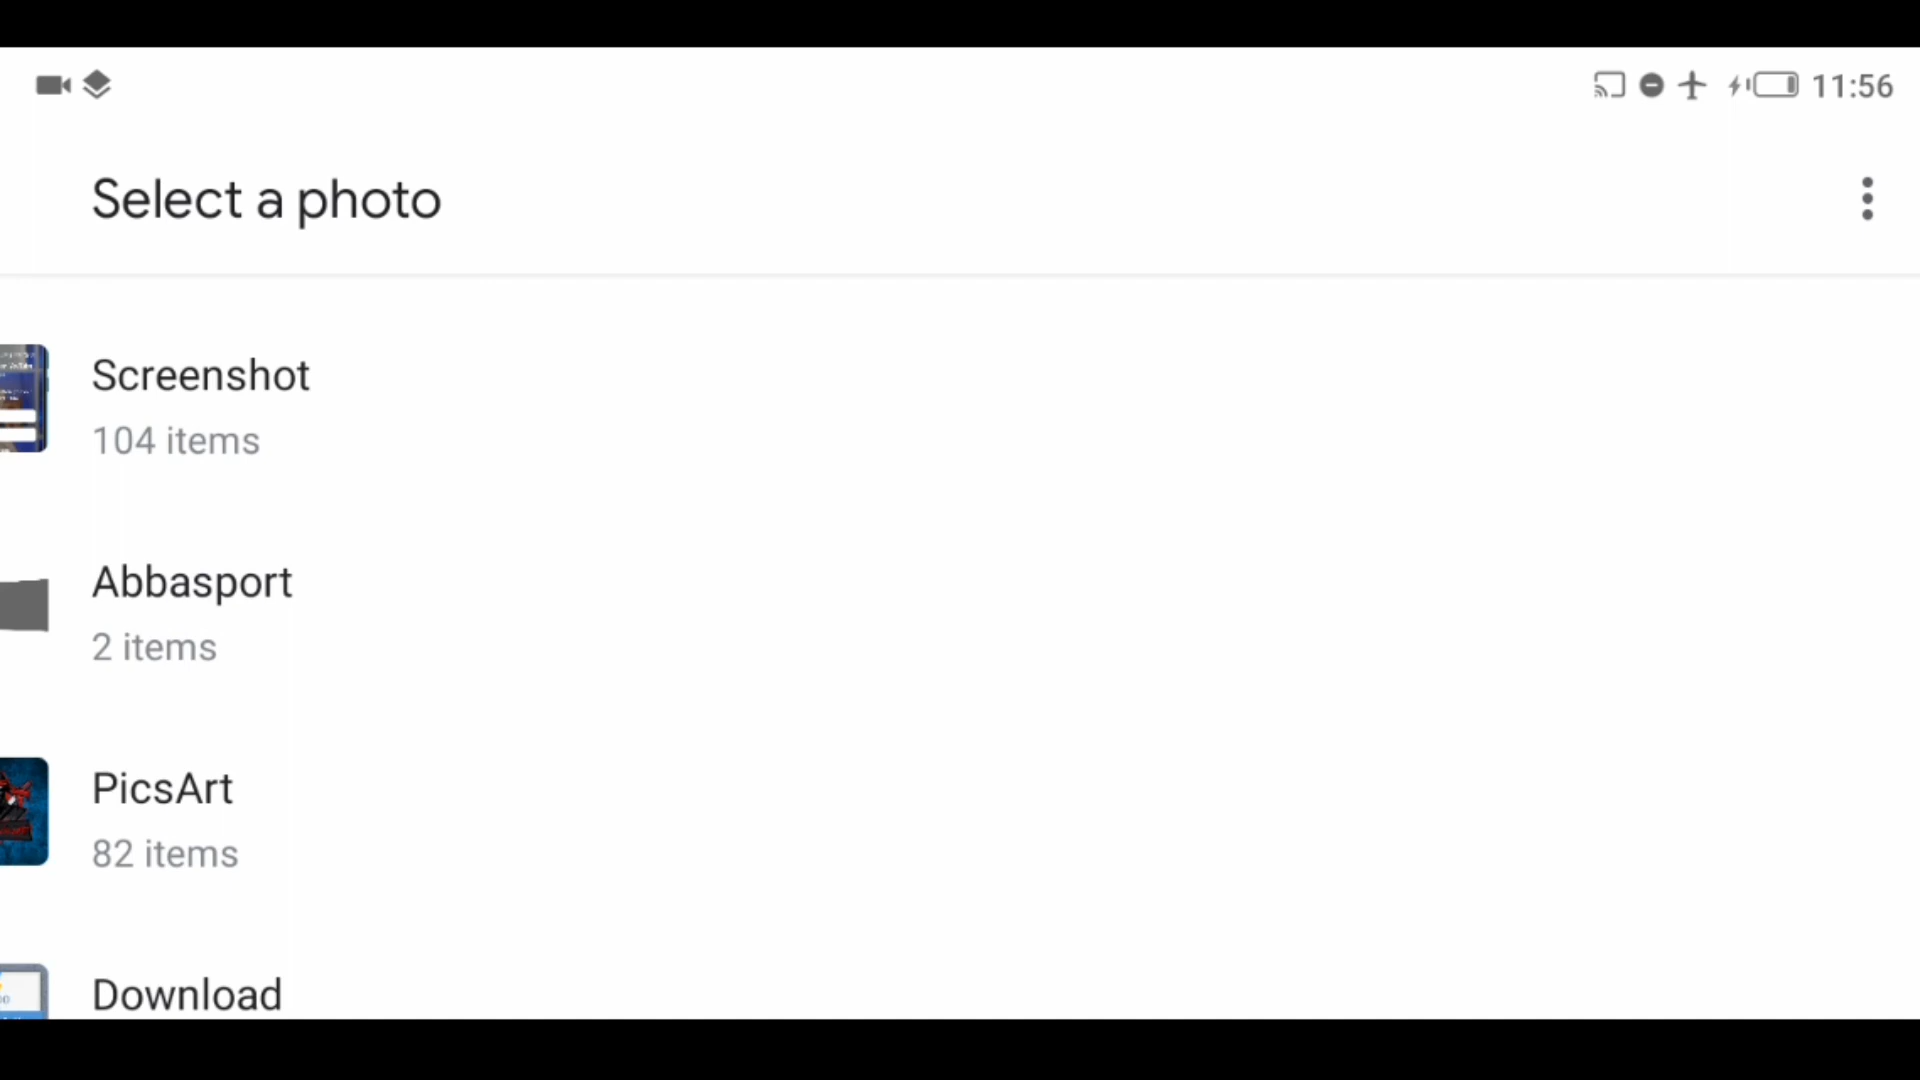 11:56
Select a photo
Screenshot
104 items
Abbasport
2 items
PicsArt
82 items
Download